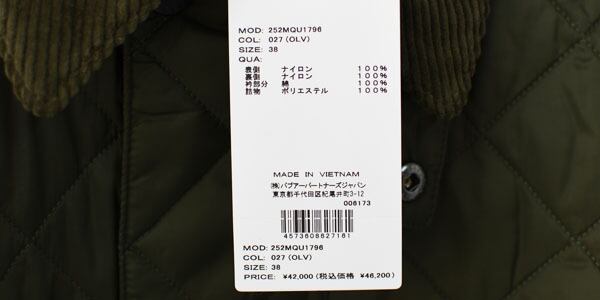 MOD: 252MQU1796
COL: 027 (OLV)
SIZE: 38
QUA:
表側 ナイロン 100%
裏側 ナイロン 100%
衿部分 綿 100%
詰物 ポリエステル 100%
MADE IN VIETNAM
㈱バブアーパートナーズジャパン
東京都千代田区紀尾井町3-12
006173
4573608627161
MOD: 252MQU1796
COL: 027 (OLV)
SIZE: 38
PRICE: ¥42,000 (税込価格 ¥46,200)